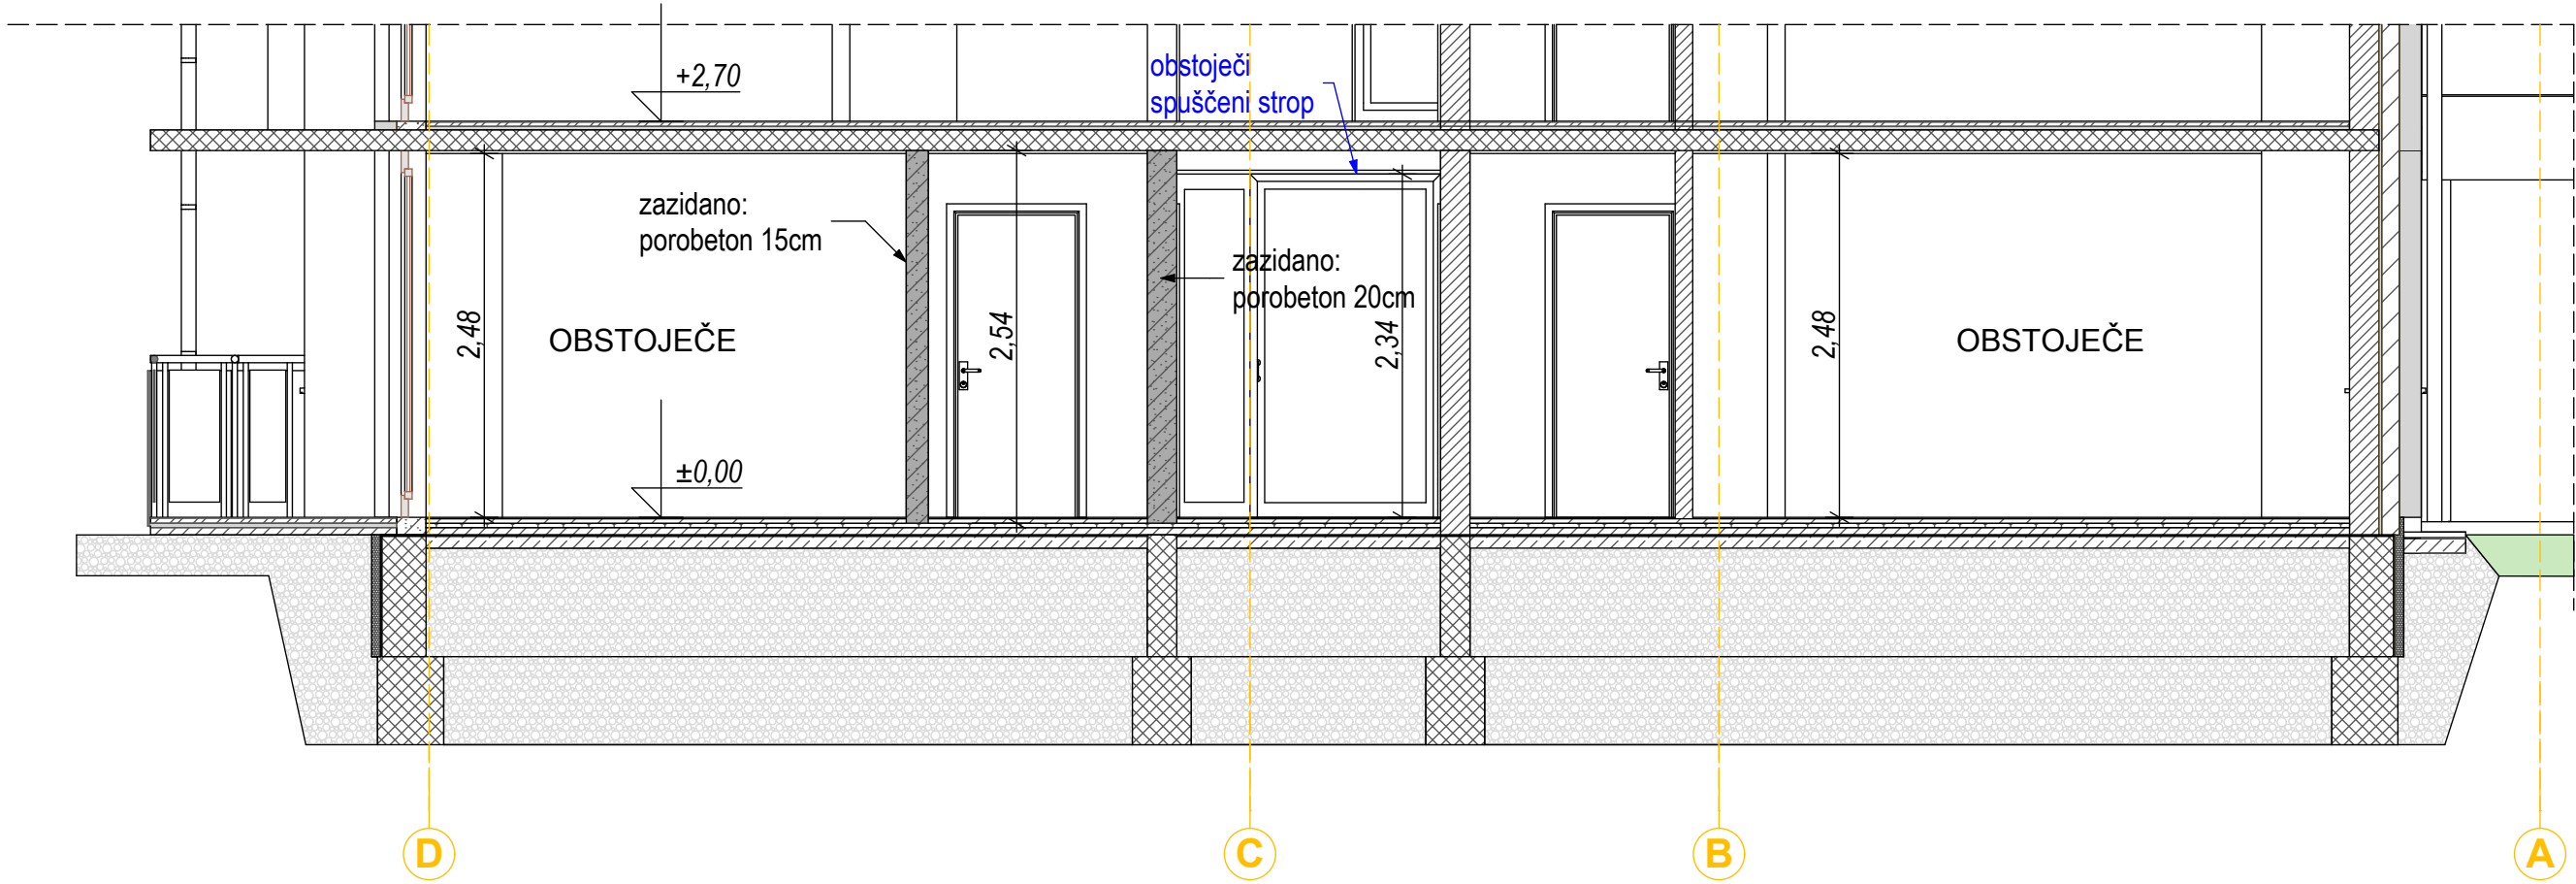 +2,70
obstoječi
spuščeni strop
zazidano:
porobeton 15cm
zazidano:
porobeton 20cm
2,48
OBSTOJEČE
2,54
2,34
2,48
OBSTOJEČE
±0,00
D
C
B
A